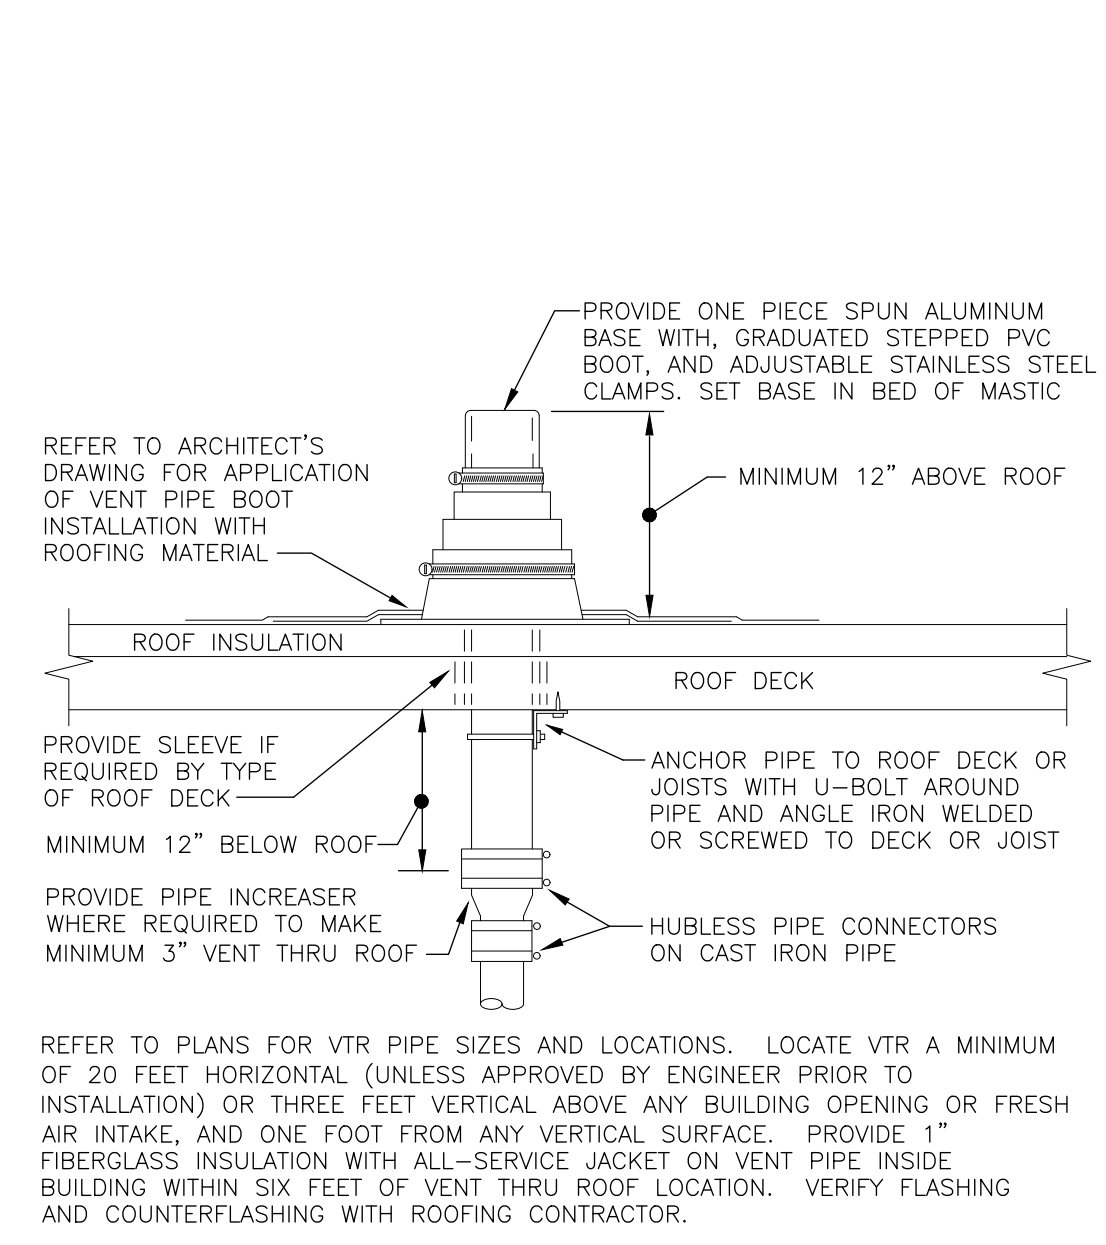 PROVIDE ONE PIECE SPUN ALUMINUM
BASE WITH, GRADUATED STEPPED PVC
BOOT, AND ADJUSTABLE STAINLESS STEEL
CLAMPS. SET BASE IN BED OF MASTIC
REFER TO ARCHITECT'S
DRAWING FOR APPLICATION
OF VENT PIPE BOOT
INSTALLATION WITH
ROOFING MATERIAL
MINIMUM 12" ABOVE ROOF
ROOF INSULATION
ROOF DECK
PROVIDE SLEEVE IF
REQUIRED BY TYPE
OF ROOF DECK
MINIMUM 12" BELOW ROOF
ANCHOR PIPE TO ROOF DECK OR
JOISTS WITH U-BOLT AROUND
PIPE AND ANGLE IRON WELDED
OR SCREWED TO DECK OR JOIST
PROVIDE PIPE INCREASER
WHERE REQUIRED TO MAKE
MINIMUM 3" VENT THRU ROOF
HUBLESS PIPE CONNECTORS
ON CAST IRON PIPE
REFER TO PLANS FOR VTR PIPE SIZES AND LOCATIONS. LOCATE VTR A MINIMUM
OF 20 FEET HORIZONTAL (UNLESS APPROVED BY ENGINEER PRIOR TO
INSTALLATION) OR THREE FEET VERTICAL ABOVE ANY BUILDING OPENING OR FRESH
AIR INTAKE, AND ONE FOOT FROM ANY VERTICAL SURFACE. PROVIDE 1"
FIBERGLASS INSULATION WITH ALL-SERVICE JACKET ON VENT PIPE INSIDE
BUILDING WITHIN SIX FEET OF VENT THRU ROOF LOCATION. VERIFY FLASHING
AND COUNTERFLASHING WITH ROOFING CONTRACTOR.